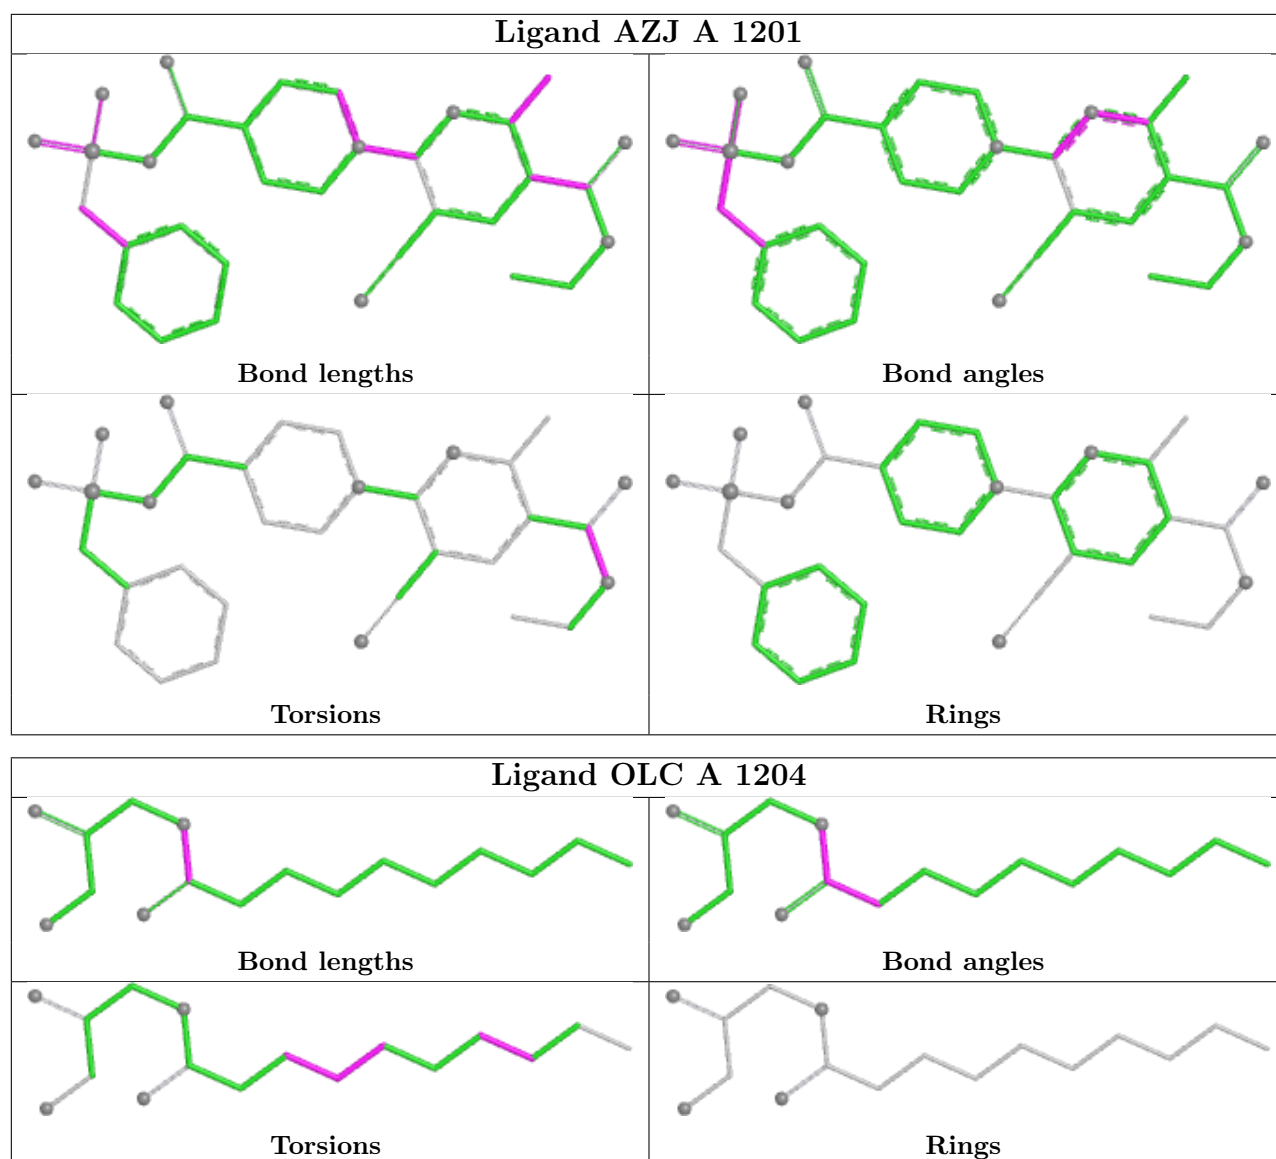 Ligand AZJ A 1201
Bond lengths
Bond angles
Torsions
Rings
Ligand OLC A 1204
Bond lengths
Bond angles
Torsions
Rings